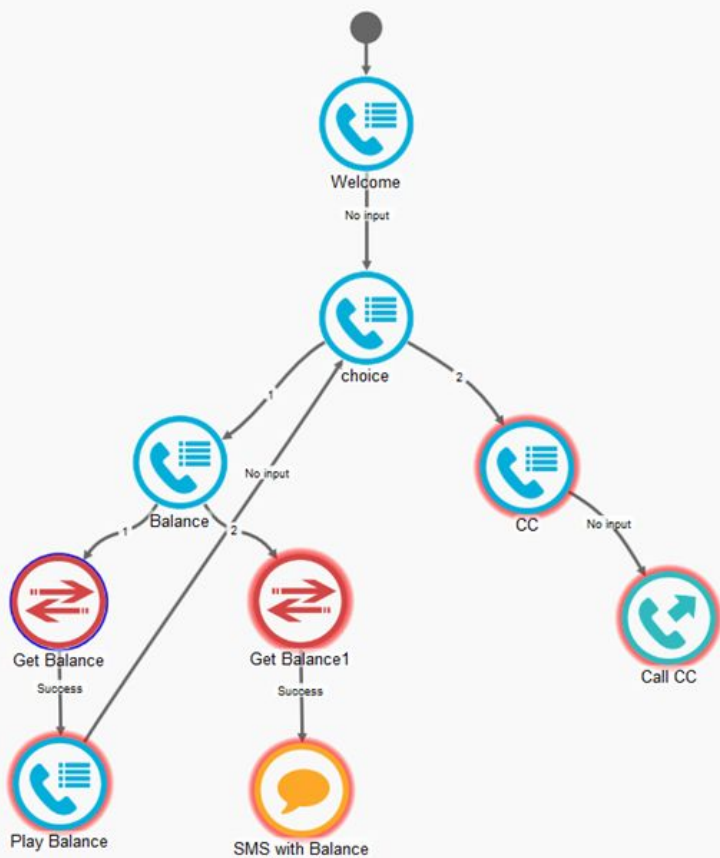 Welcome
No input
choice
1
2
Balance
No input
CC
1
2
No input
Get Balance
Get Balance1
Call CC
Success
Success
Play Balance
SMS with Balance